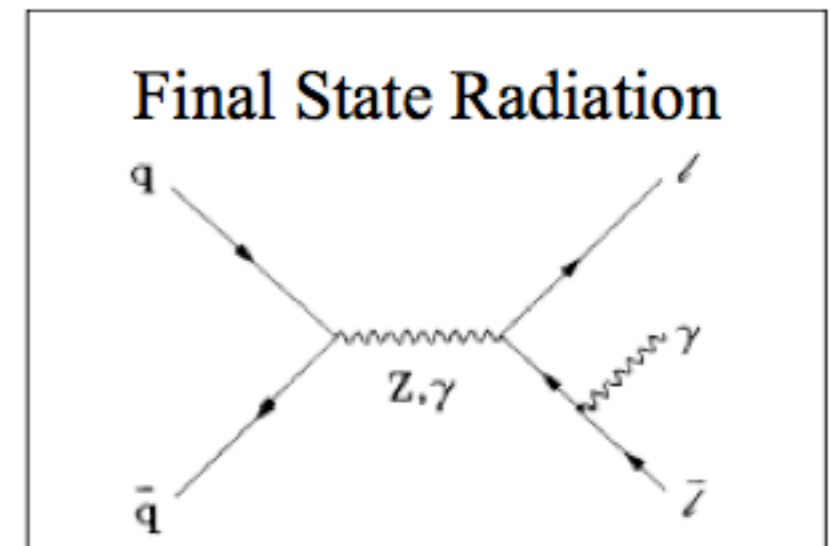 Final State Radiation
q
l
γ
Z,γ
q̄
l̄